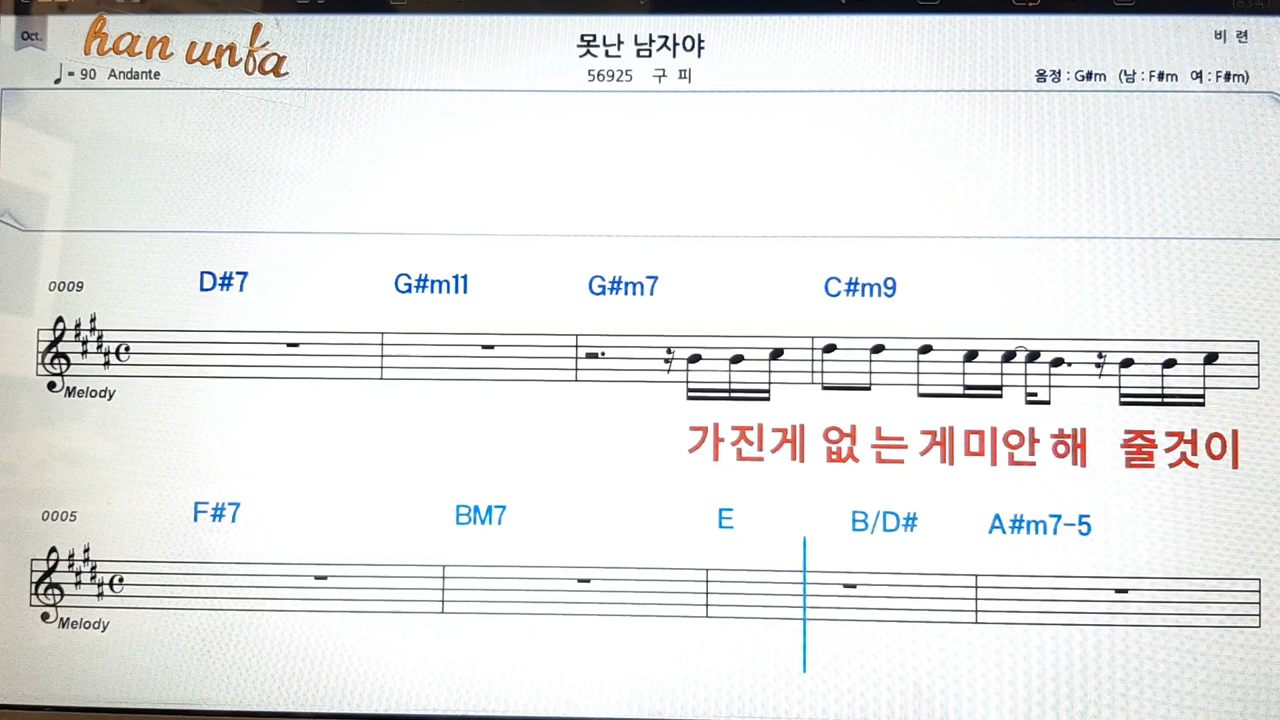 Oct.
han unfa
못난 남자야
비 련
♩= 90 Andante
56925 구 피
음정 : G#m (남 : F#m 여 : F#m)
D#7 G#m11 G#m7 C#m9
0009
Melody
가진게 없 는 게미안 해 줄것이
F#7 BM7 E B/D# A#m7-5
0005
Melody